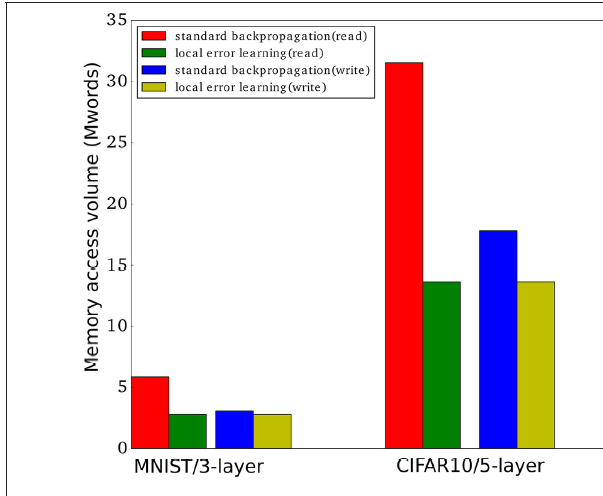 35
30
25
20
15
10
5
0
Memory access volume (Mwords)
standard backpropagation(read)
local error learning(read)
standard backpropagation(write)
local error learning(write)
MNIST/3-layer
CIFAR10/5-layer